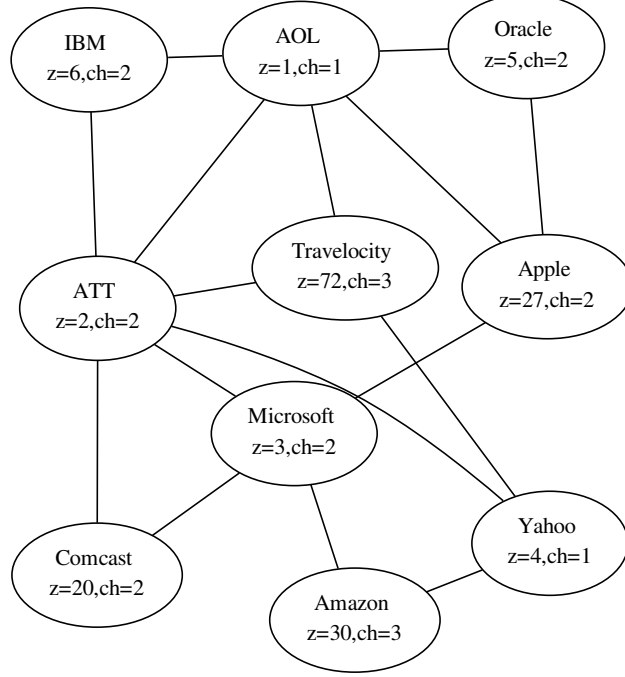 IBM
z=6,ch=2
AOL
z=1,ch=1
Oracle
z=5,ch=2
Travelocity
z=72,ch=3
Apple
z=27,ch=2
ATT
z=2,ch=2
Microsoft
z=3,ch=2
Yahoo
z=4,ch=1
Comcast
z=20,ch=2
Amazon
z=30,ch=3